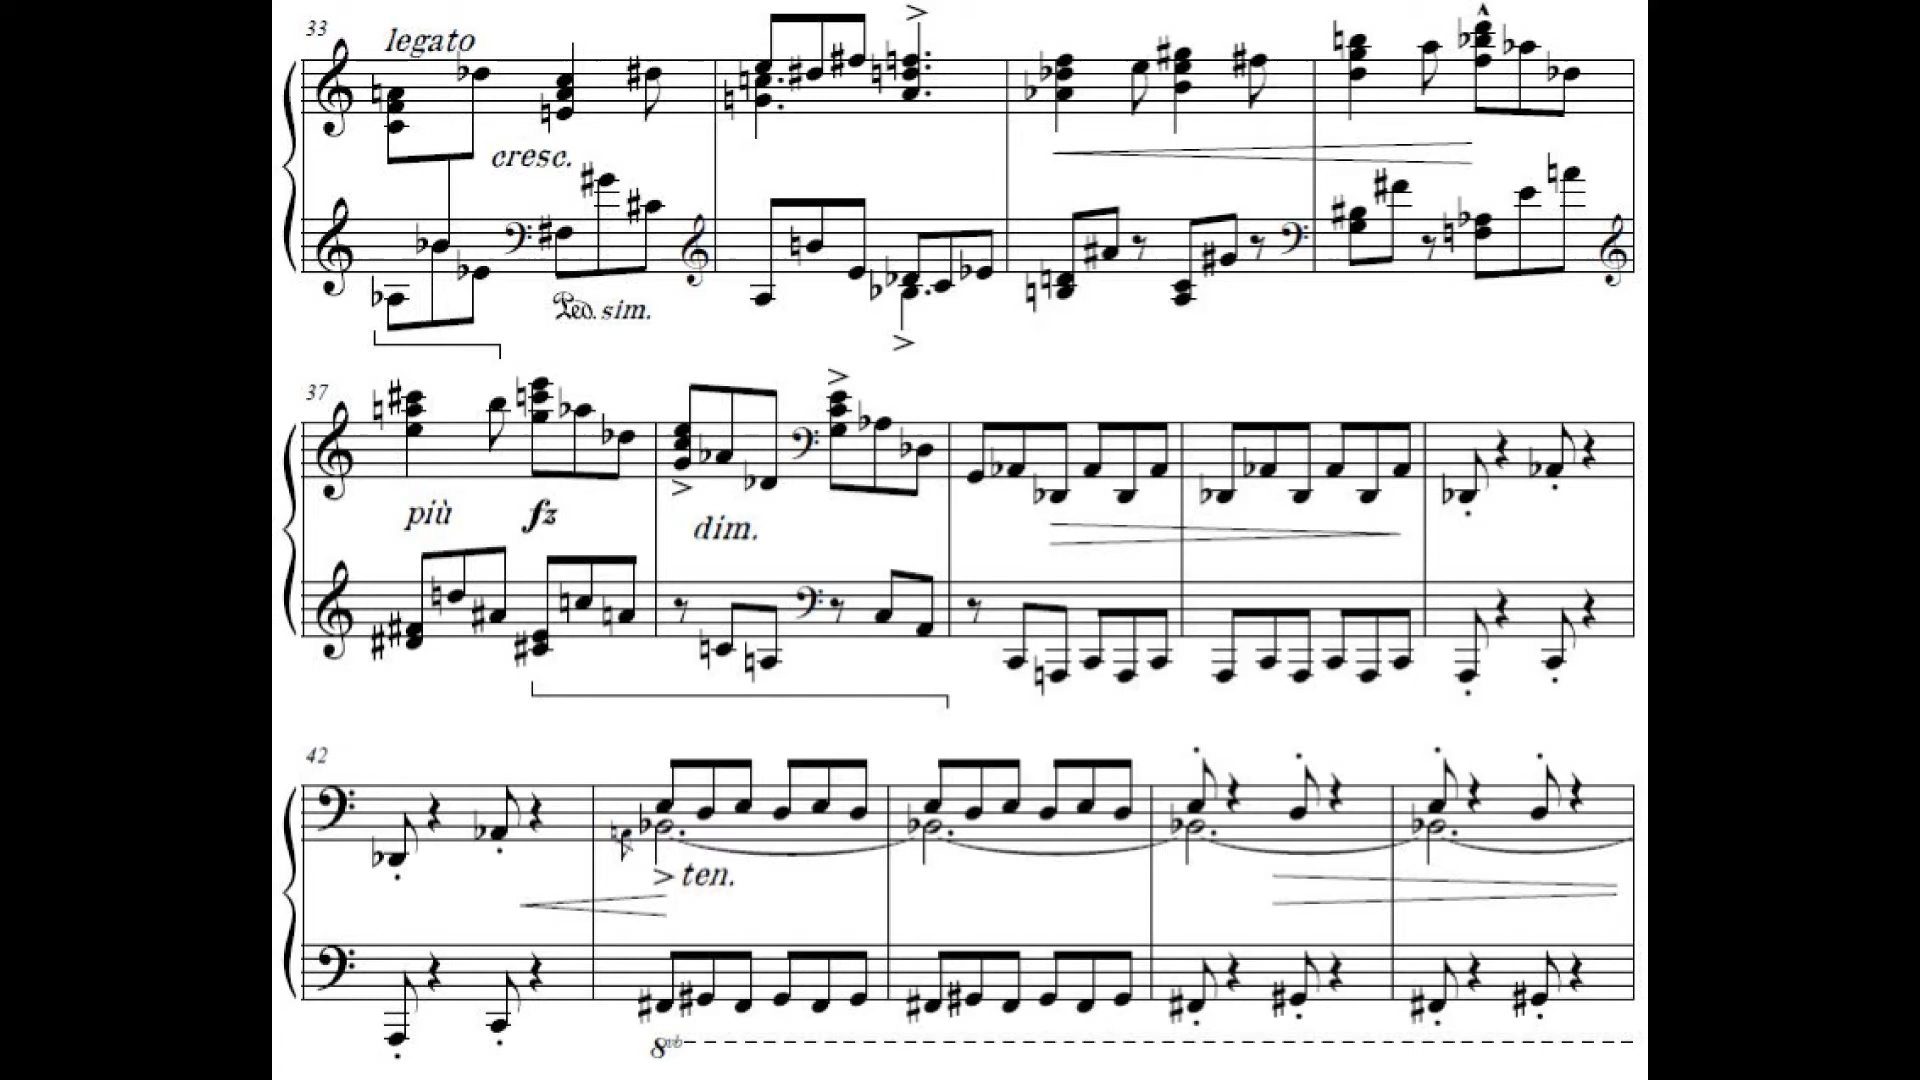 33
legato
cresc.
Ped. sim.
37
più
fz
dim.
42
ten.
8vb